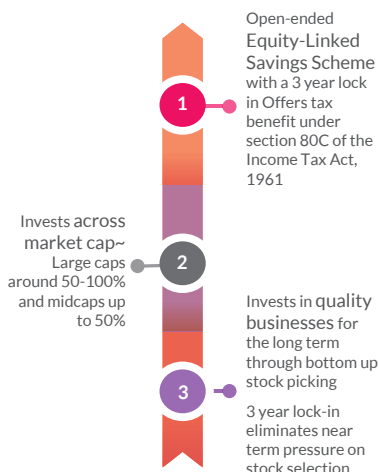 Open-ended
Equity-Linked
Savings Scheme
with a 3 year lock
in Offers tax
benefit under
section 80C of the
Income Tax Act,
1961
1
Invests across
market cap~
Large caps
around 50-100%
and midcaps up
to 50%
2
Invests in quality
businesses for
the long term
through bottom up
stock picking
3
3 year lock-in
eliminates near
term pressure on
stock selection